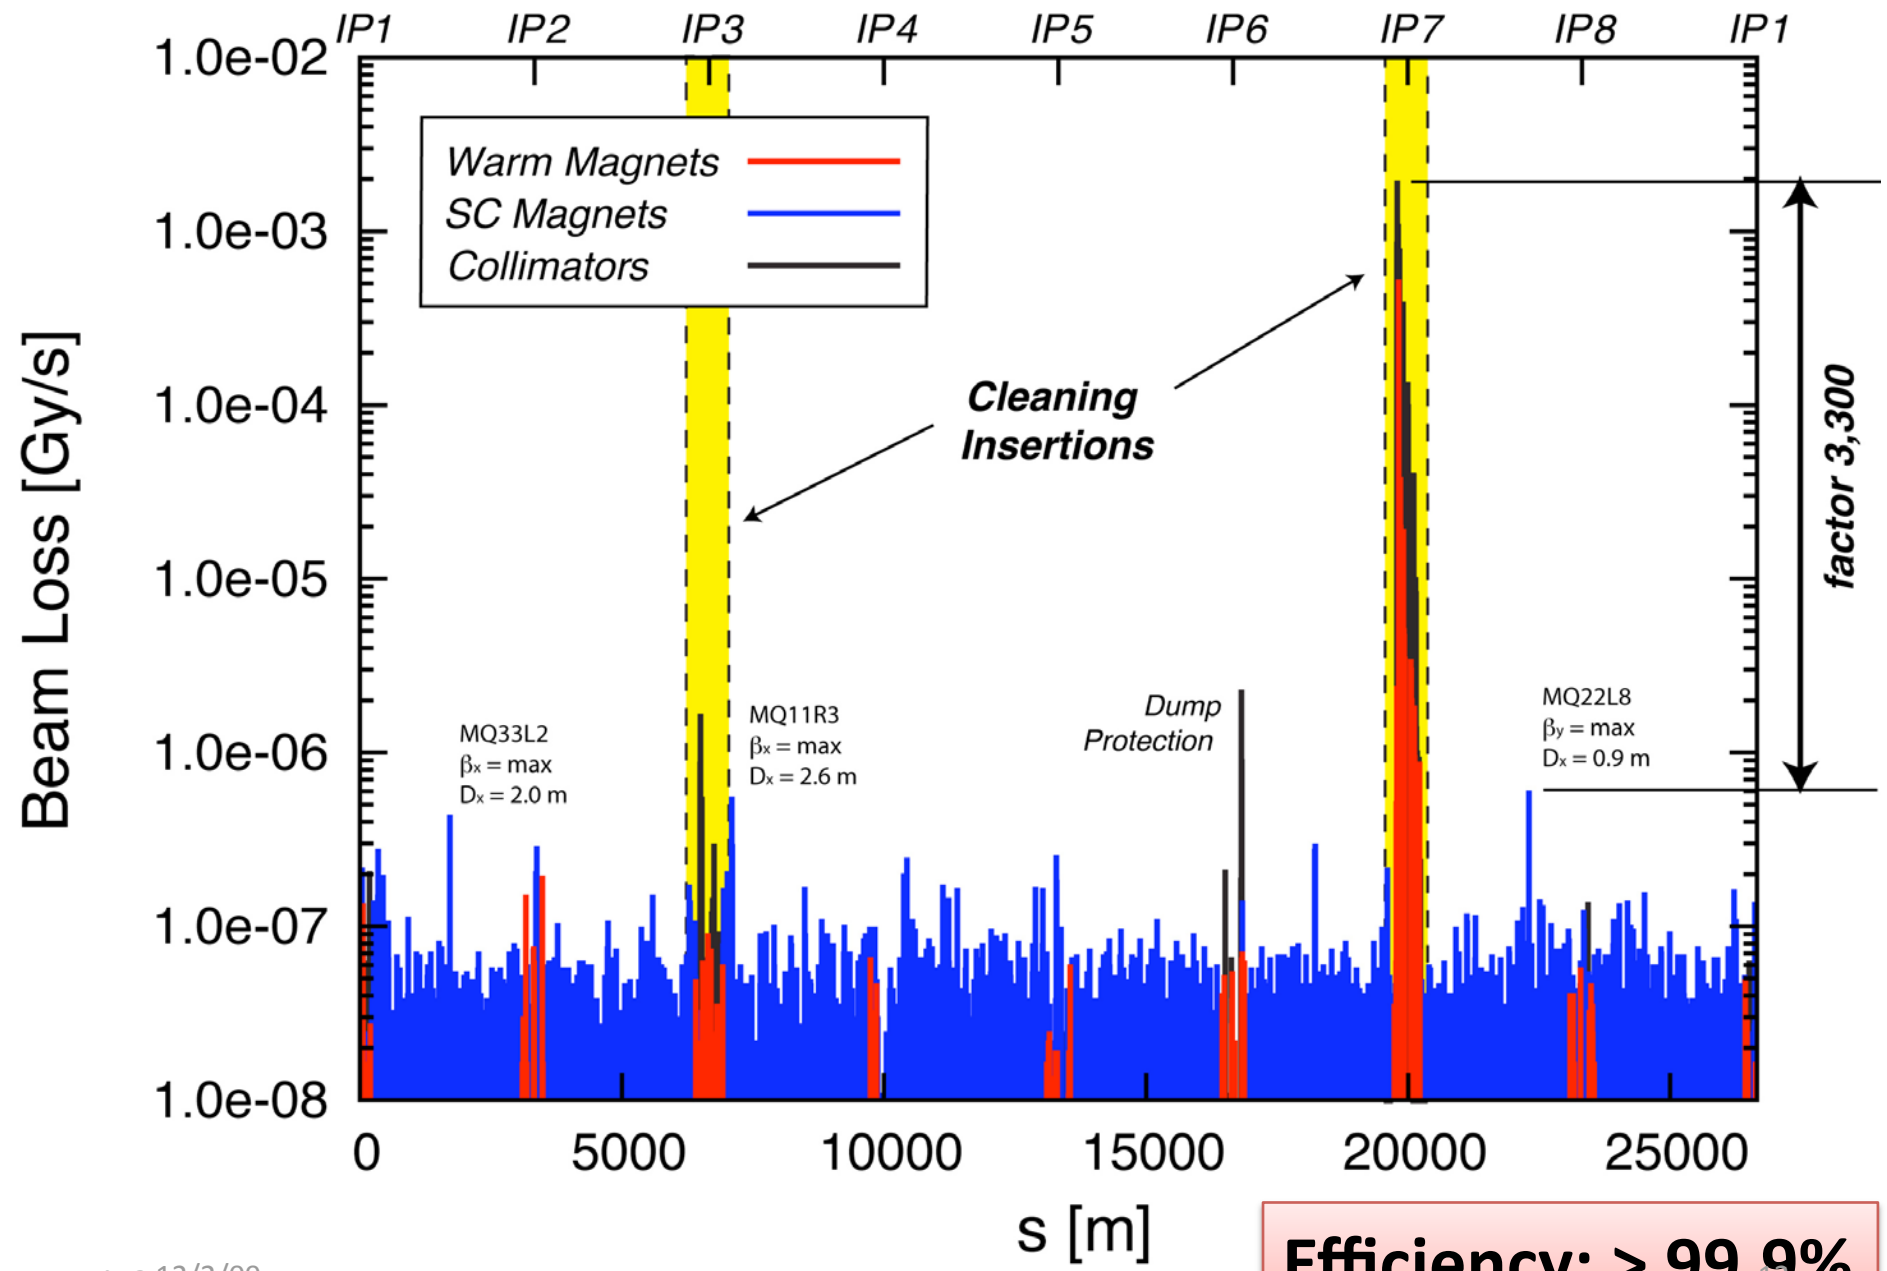 IP1 IP2 IP3 IP4 IP5 IP6 IP7 IP8 IP1
1.0e-02
1.0e-03
1.0e-04
1.0e-05
1.0e-06
1.0e-07
1.0e-08
Beam Loss [Gy/s]
Warm Magnets
SC Magnets
Collimators
Cleaning
Insertions
factor 3,300
MQ33L2
βx = max
Dx = 2.0 m
MQ11R3
βx = max
Dx = 2.6 m
Dump
Protection
MQ22L8
βy = max
Dx = 0.9 m
0 5000 10000 15000 20000 25000
s [m]
Efficiency: > 99.9%